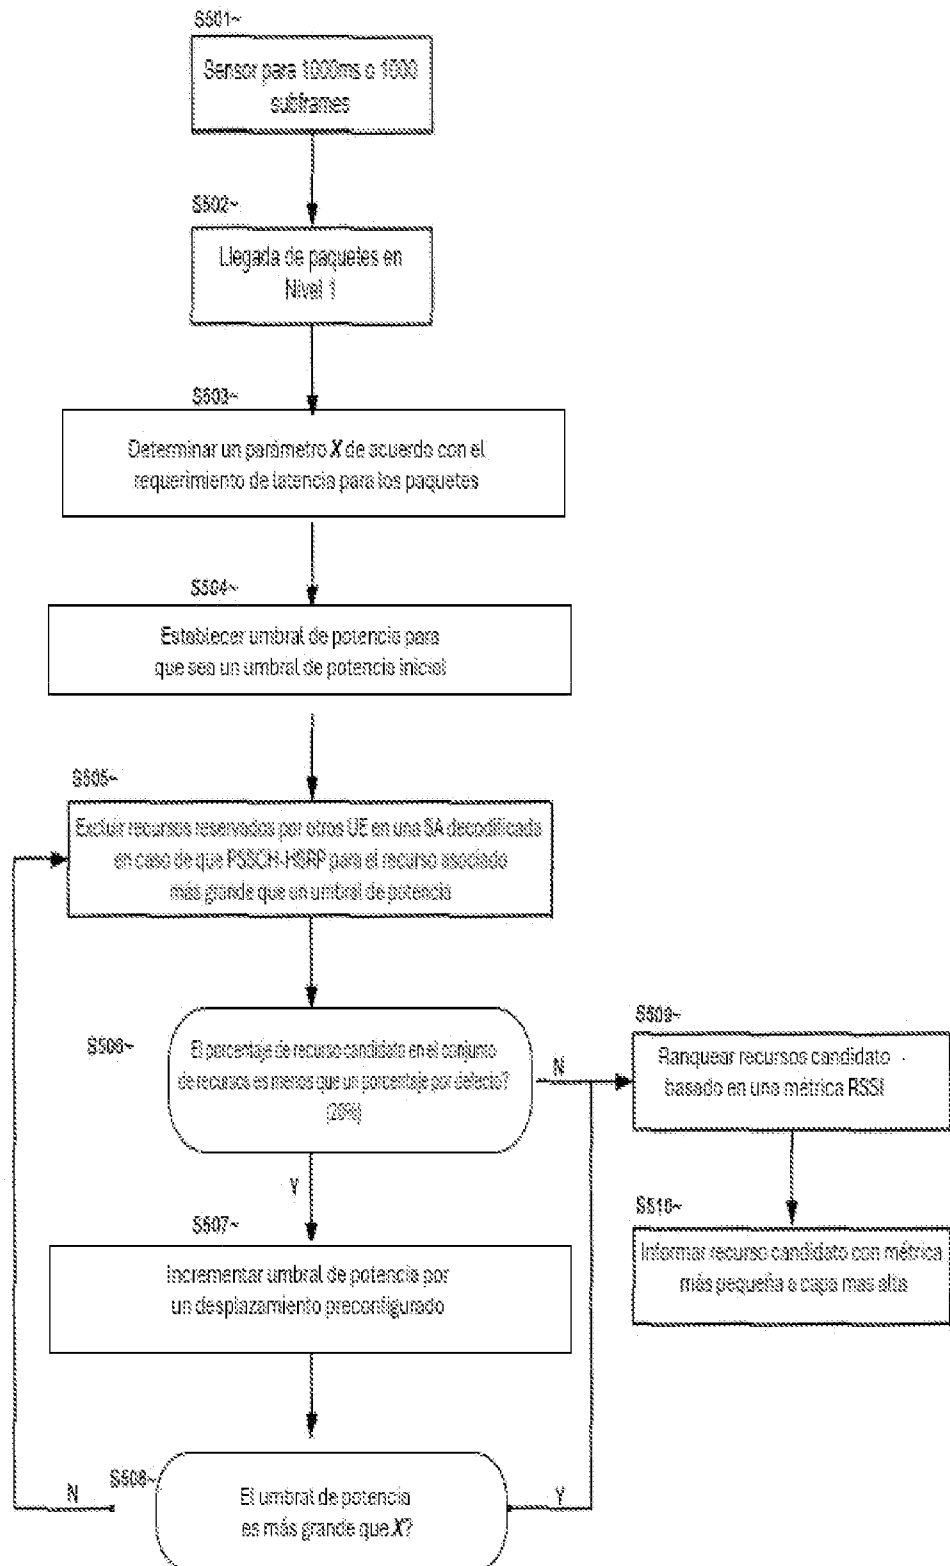 S501~
Sensor para 1000ms o 1000
subframes
S502~
Llegada de paquetes en
Nivel 1
S503~
Determinar un parámetro X de acuerdo con el
requerimiento de latencia para los paquetes
S504~
Establecer umbral de potencia para
que sea un umbral de potencia inicial
S505~
Excluir recursos reservados por otros UE en una SA decodificada
en caso de que PSSCH-RSRP para el recurso asociado
más grande que un umbral de potencia
S506~
El porcentaje de recurso candidato en el conjunto
de recursos es menos que un porcentaje por defecto?
(20%)
N
Y
S509~
Ranquear recursos candidato
basado en una métrica RSSI
S510~
Informar recurso candidato con métrica
más pequeña a capa mas alta
S507~
Incrementar umbral de potencia por
un desplazamiento preconfigurado
S508~
El umbral de potencia
es más grande que X?
N
Y